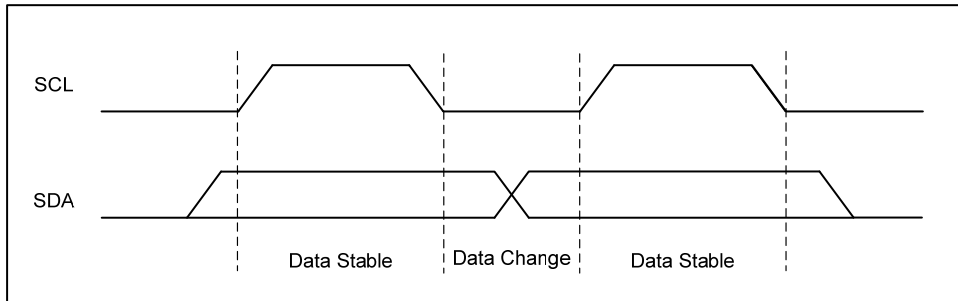 SCL
SDA
Data Stable
Data Change
Data Stable